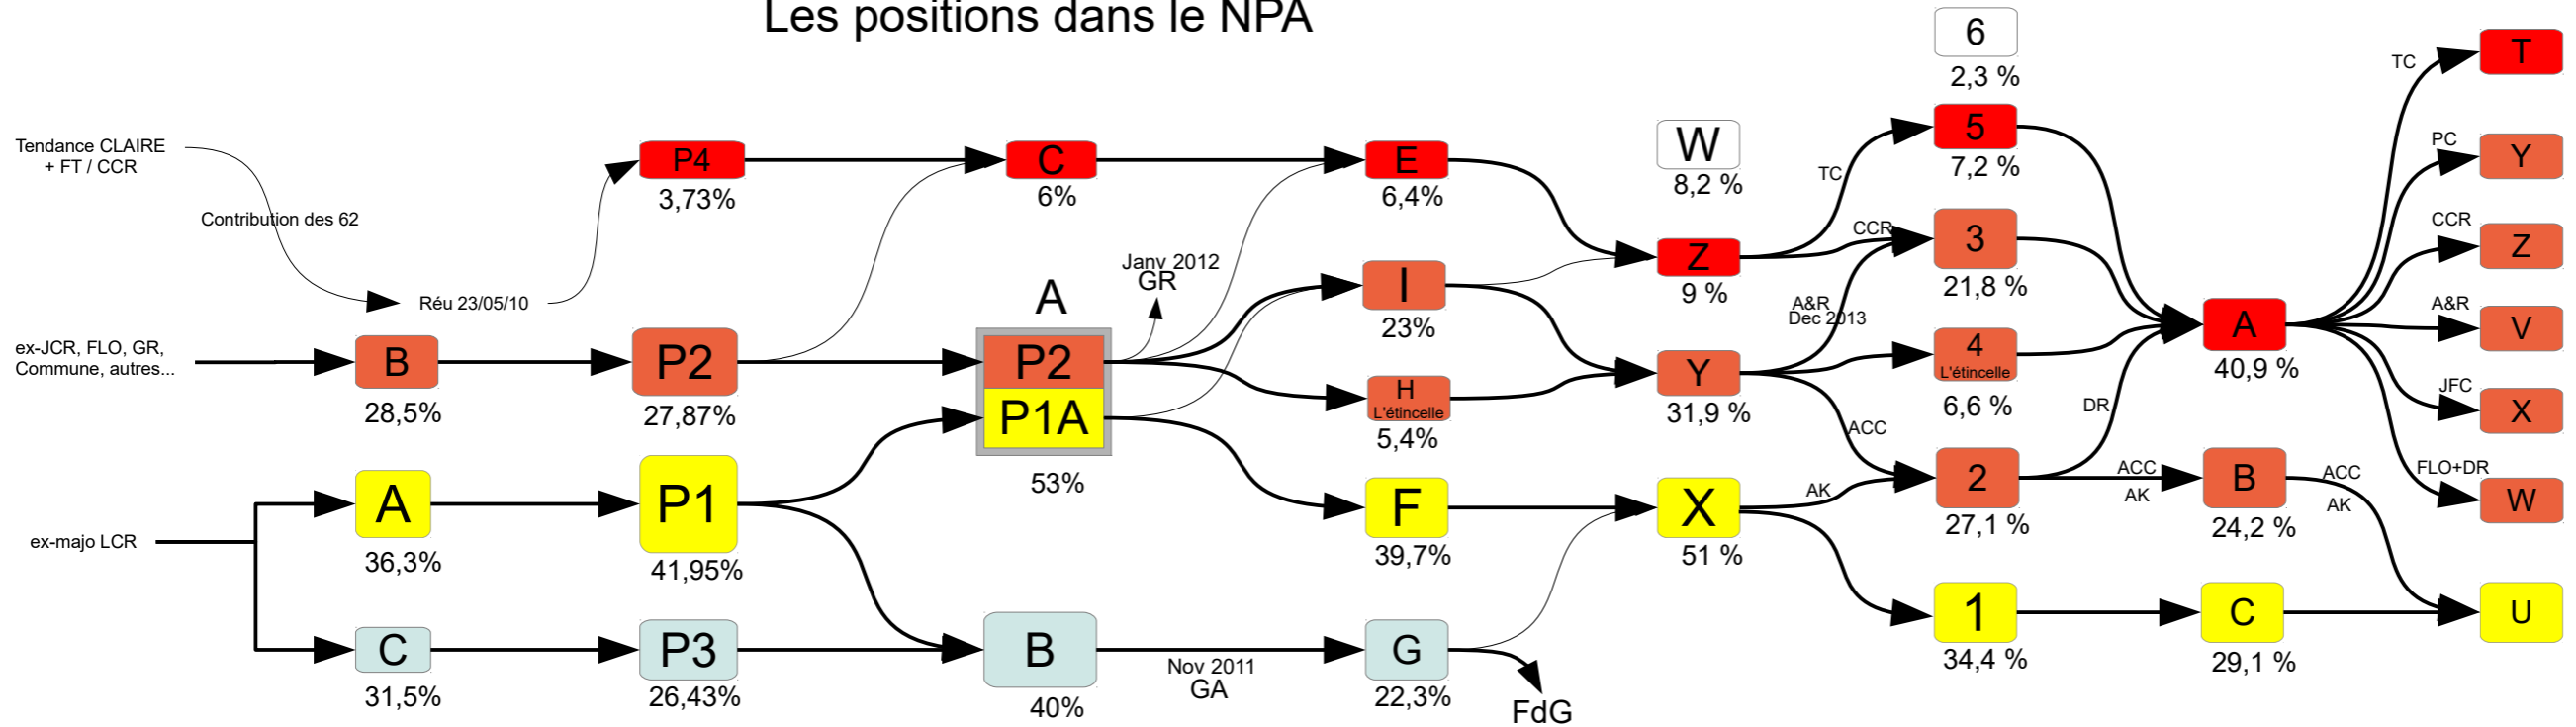 Les positions dans le NPA
Tendance CLAIRE
+ FT / CCR
Contribution des 62
Réu 23/05/10
ex-JCR, FLO, GR,
Commune, autres...
ex-majo LCR
B
28,5%
A
36,3%
C
31,5%
P4
3,73%
P2
27,87%
P1
41,95%
P3
26,43%
C
6%
A
P2
P1A
53%
B
40%
Janv 2012
GR
Nov 2011
GA
E
6,4%
I
23%
H
L'étincelle
5,4%
F
39,7%
G
22,3%
FdG
W
8,2 %
Z
9 %
Y
31,9 %
X
51 %
TC
CCR
A&R
Dec 2013
ACC
AK
6
2,3 %
5
7,2 %
3
21,8 %
4
L'étincelle
6,6 %
2
27,1 %
1
34,4 %
DR
ACC
AK
A
40,9 %
B
24,2 %
C
29,1 %
TC
PC
CCR
A&R
JFC
FLO+DR
ACC
AK
T
Y
Z
V
X
W
U